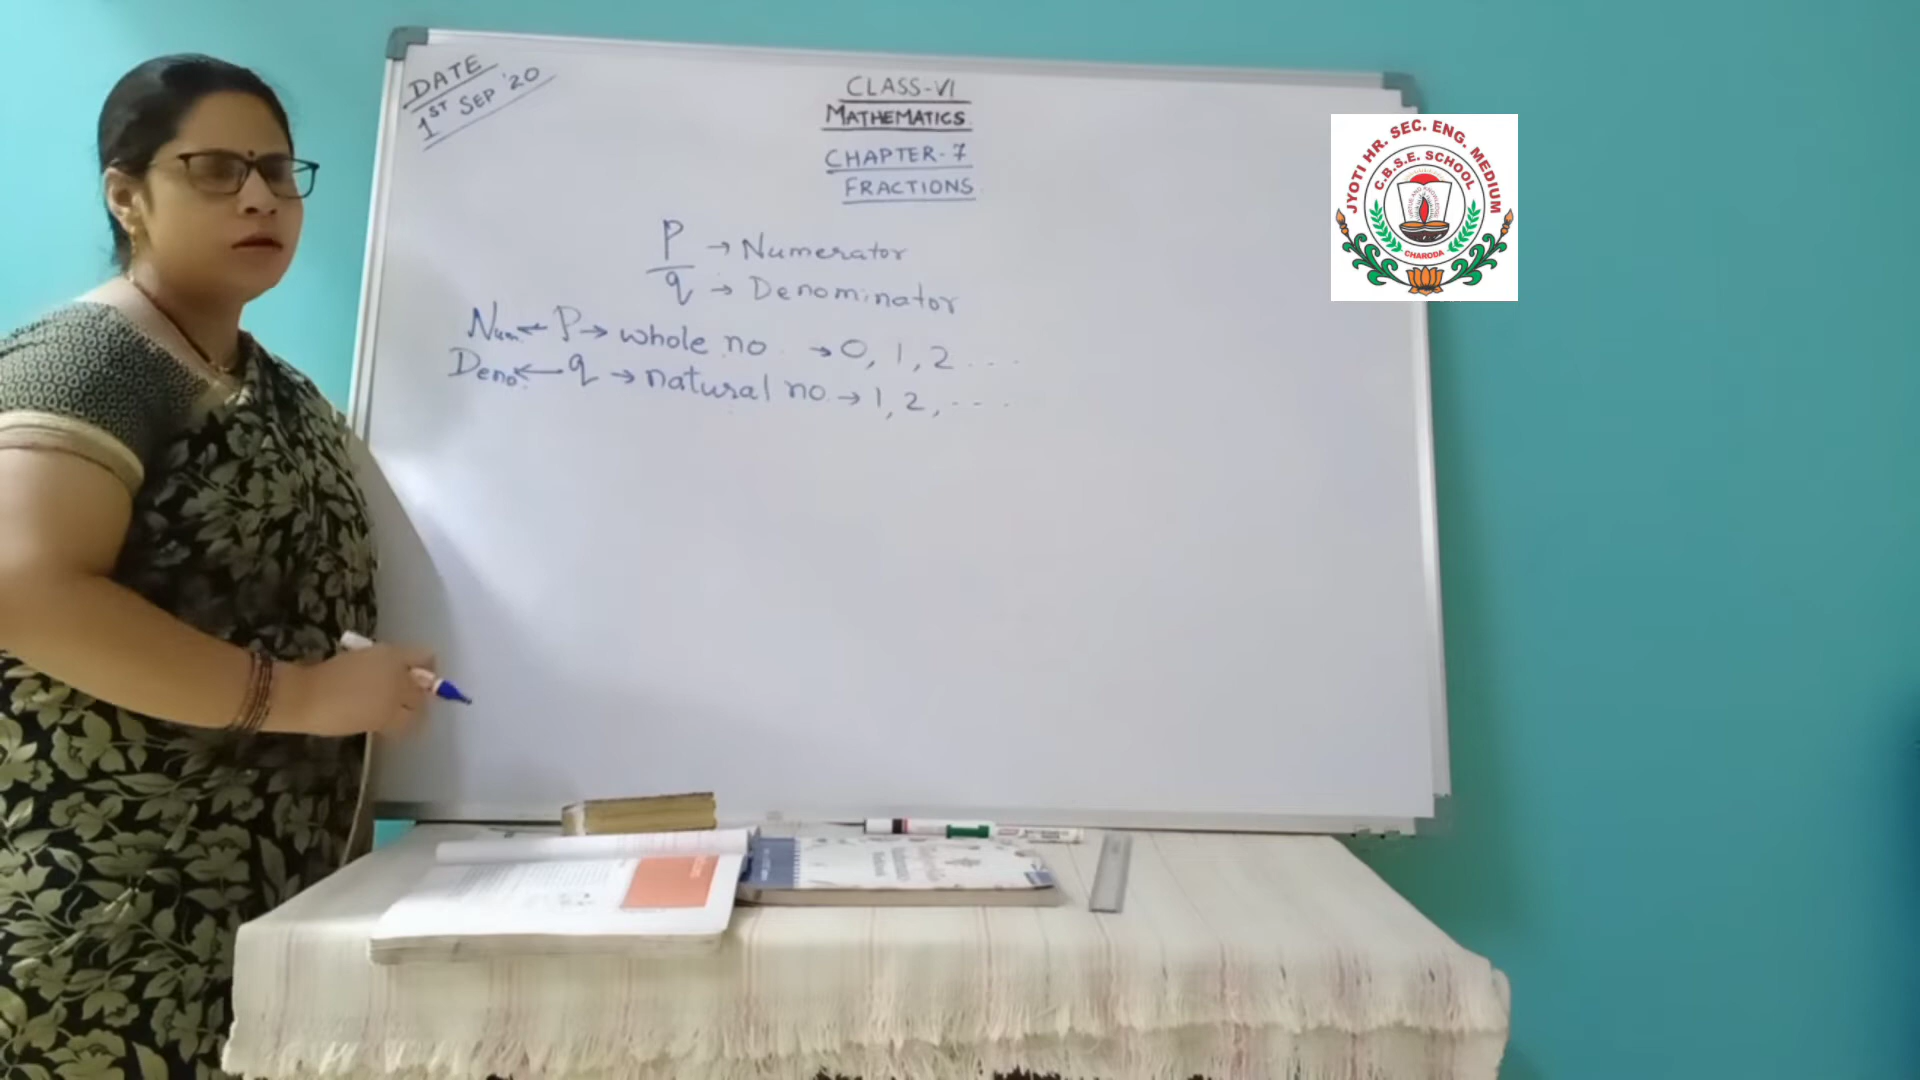 DATE
1ST SEP '20
CLASS-VI
MATHEMATICS
CHAPTER-7
FRACTIONS
P → Numerator
q → Denominator
Num ← P → whole no → 0, 1, 2 ...
Deno. ← q → natural no. → 1, 2, ....
JYOTI HR. SEC. ENG. MEDIUM
C.B.S.E. SCHOOL
CHARODA